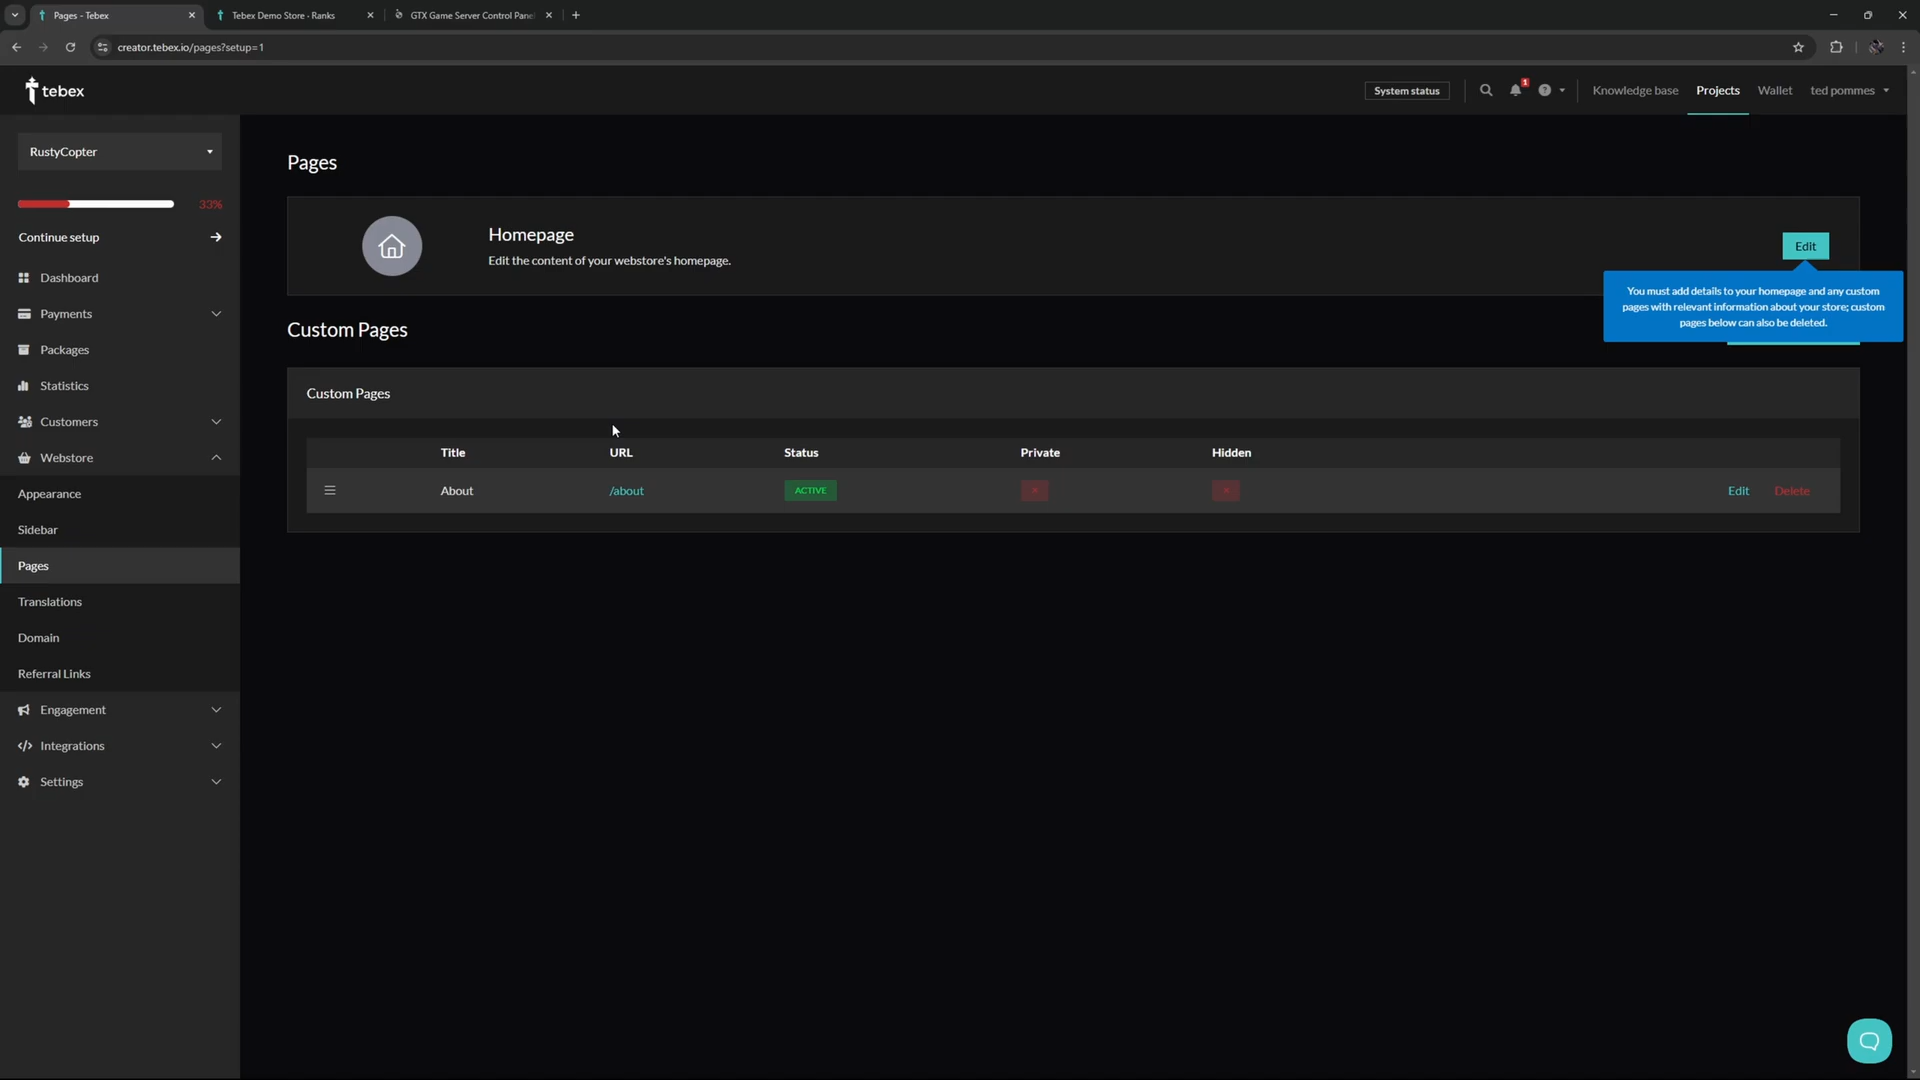 Pages - Tebex
Tebex Demo Store - Ranks
GTX Game Server Control Pane
creator.tebex.io/pages?setup=1
tebex
System status
1
Knowledge base
Projects
Wallet
ted pommes
RustyCopter
33%
Continue setup
Dashboard
Payments
Packages
Statistics
Customers
Webstore
Appearance
Sidebar
Pages
Translations
Domain
Referral Links
Engagement
Integrations
Settings
Pages
Homepage
Edit the content of your webstore's homepage.
Edit
You must add details to your homepage and any custom
pages with relevant information about your store; custom
pages below can also be deleted.
Custom Pages
Custom Pages
Title
URL
Status
Private
Hidden
About
/about
ACTIVE
Edit
Delete